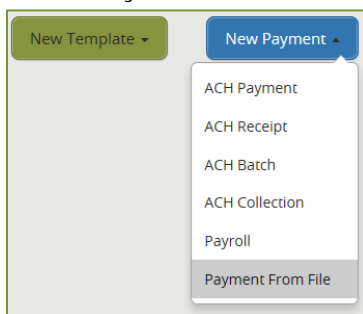 New Template New Payment
ACH Payment
ACH Receipt
ACH Batch
ACH Collection
Payroll
Payment From File